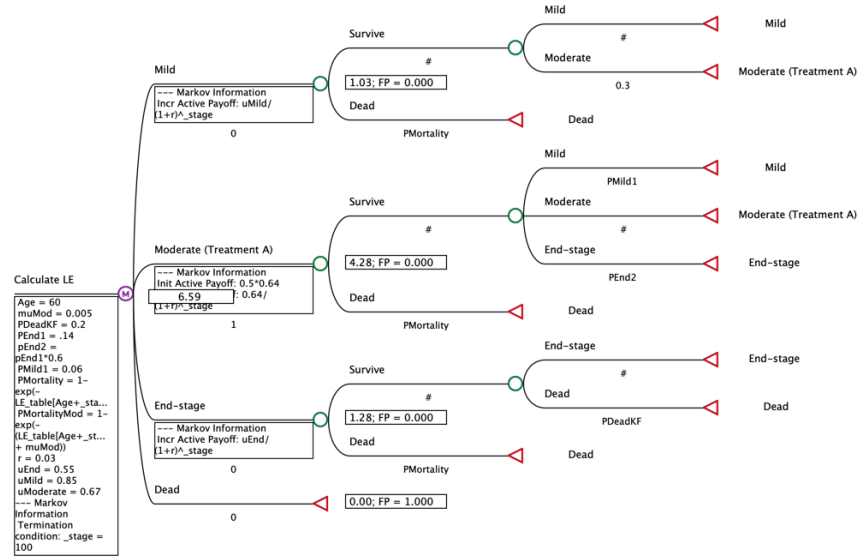 Mild
Survive
Mild
Mild
#
#
Moderate
Moderate (Treatment A)
1.03; FP = 0.000
--- Markov Information
Incr Active Payoff: uMild/
(1+r)^_stage
0.3
Dead
Dead
0
PMortality
Mild
Mild
PMild1
Survive
Moderate
Moderate (Treatment A)
#
#
Moderate (Treatment A)
End-stage
End-stage
4.28; FP = 0.000
--- Markov Information
Init Active Payoff: 0.5*0.64
6.59
: 0.64/
(1+r)^_stage
PEnd2
Dead
Dead
1
PMortality
Calculate LE
Age = 60
muMod = 0.005
PDeadKF = 0.2
PEnd1 = .14
pEnd2 =
pEnd1*0.6
PMild1 = 0.06
PMortality = 1-
exp(-
LE_table[Age+_sta...
PMortalityMod = 1-
exp(-
(LE_table[Age+_st...
+ muMod))
r = 0.03
uEnd = 0.55
uMild = 0.85
uModerate = 0.67
--- Markov
Information
Termination
condition: _stage =
100
End-stage
End-stage
Survive
#
#
End-stage
Dead
Dead
1.28; FP = 0.000
--- Markov Information
Incr Active Payoff: uEnd/
(1+r)^_stage
PDeadKF
Dead
Dead
0
PMortality
Dead
0.00; FP = 1.000
0